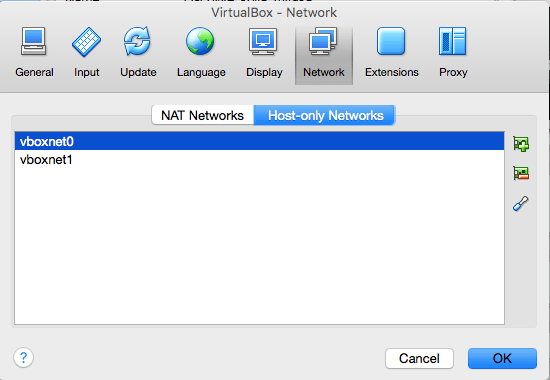 VirtualBox - Network
General Input Update Language Display Network Extensions Proxy
NAT Networks Host-only Networks
vboxnet0
vboxnet1
? Cancel OK